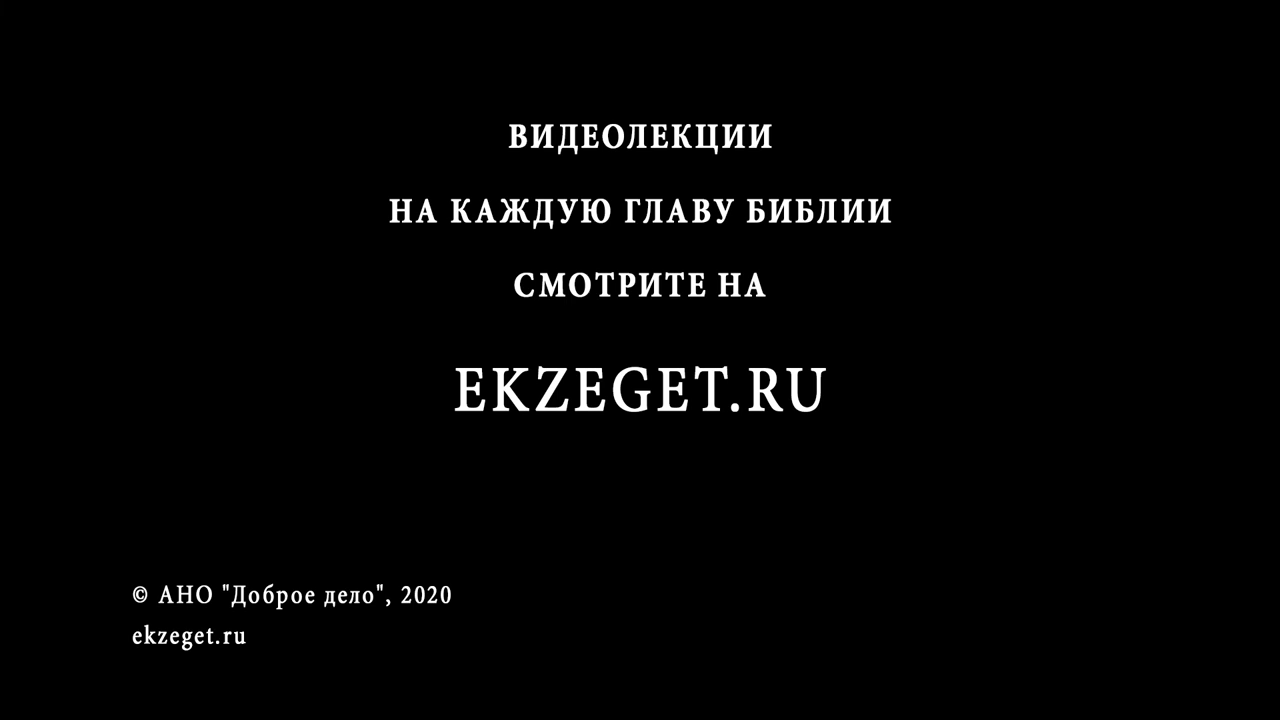 ВИДЕОЛЕКЦИИ
НА КАЖДУЮ ГЛАВУ БИБЛИИ
СМОТРИТЕ НА
EKZEGET.RU
© АНО "Доброе дело", 2020
ekzeget.ru